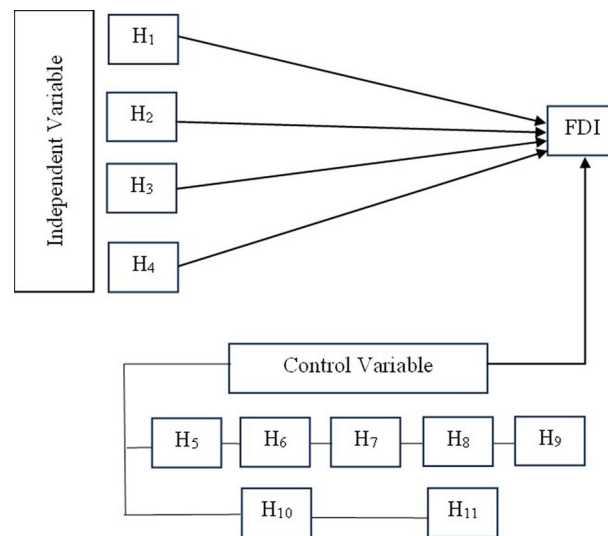 Independent Variable
H1
H2
H3
H4
FDI
Control Variable
H5 H6 H7 H8 H9
H10 H11